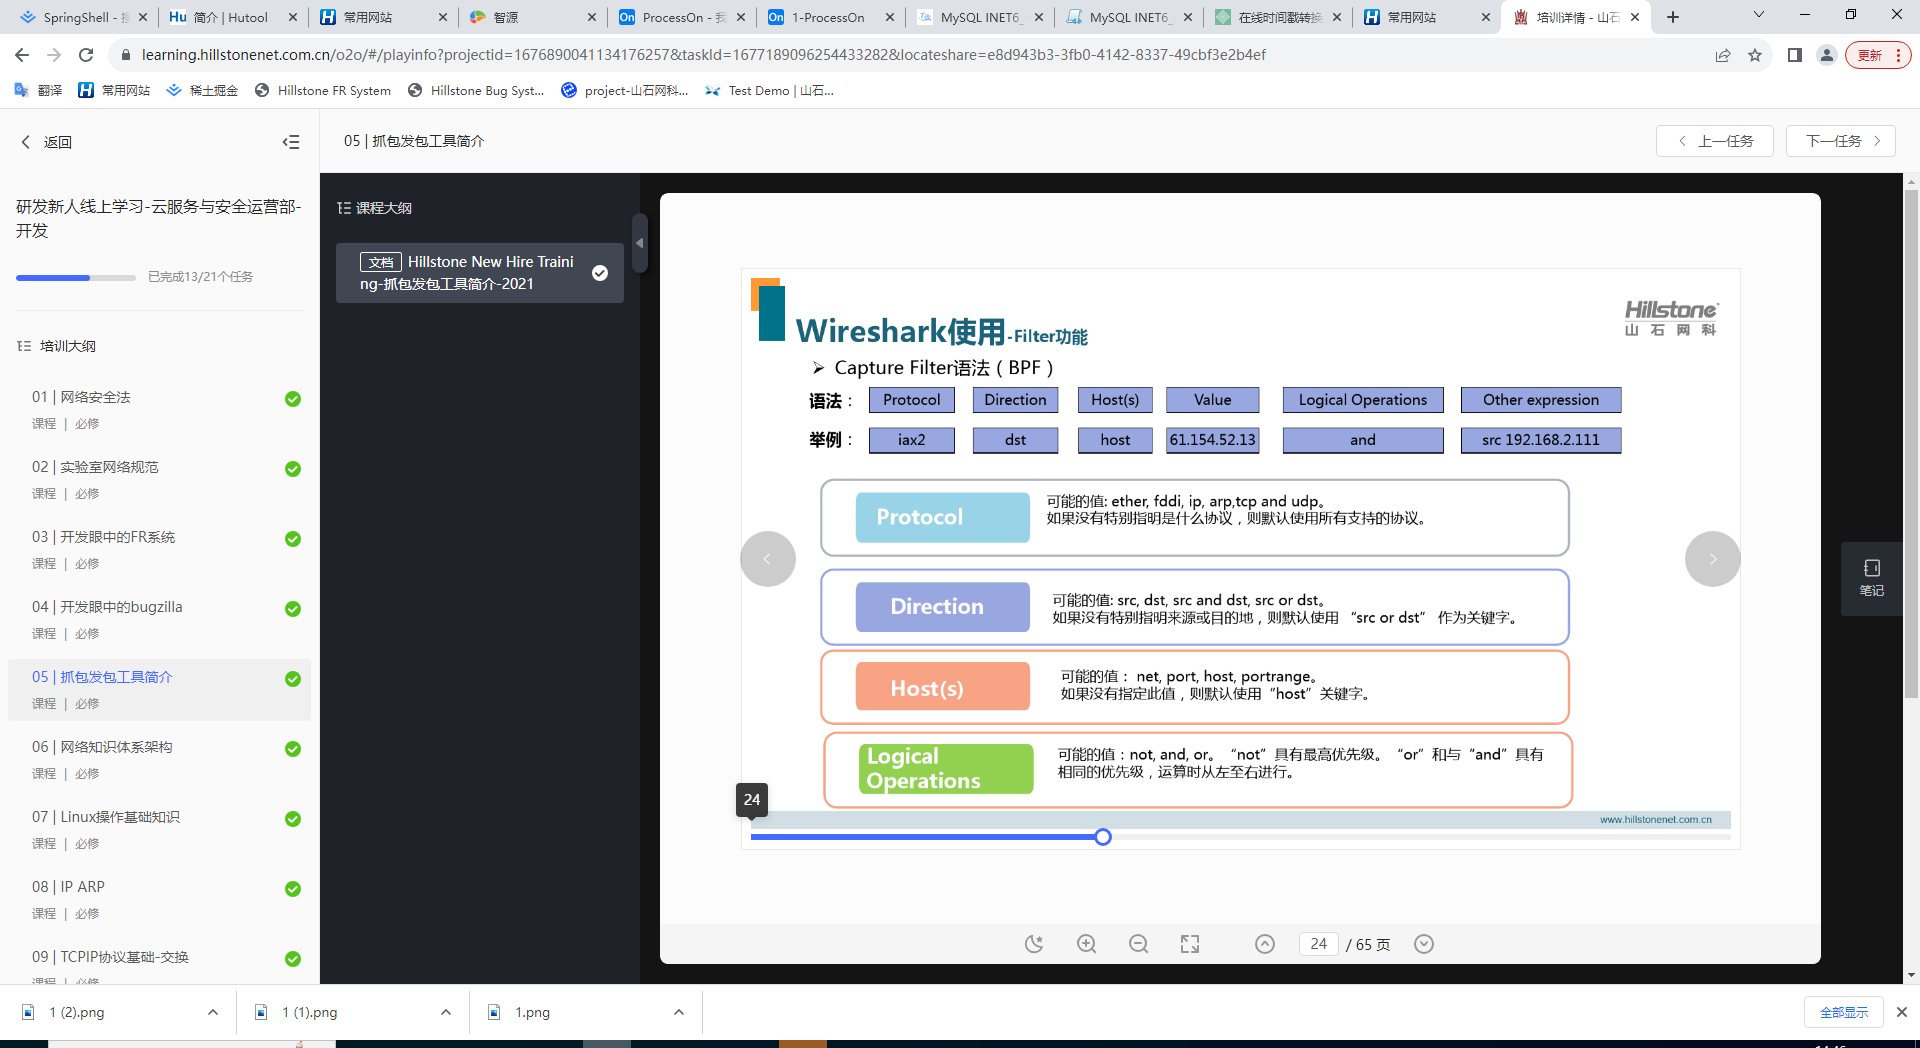 SpringShell - 搜
简介 | Hutool
常用网站
智源
ProcessOn - 我
1-ProcessOn
MySQL INET6_
MySQL INET6_
在线时间戳转换
常用网站
培训详情 - 山石
learning.hillstonenet.com.cn/o2o/#/playinfo?projectid=1676890041134176257&taskId=1677189096254433282&locateshare=e8d943b3-3fb0-4142-8337-49cbf3e2b4ef
更新
翻译
常用网站
稀土掘金
Hillstone FR System
Hillstone Bug Syst...
project-山石网科...
Test Demo | 山石...
返回
05 | 抓包发包工具简介
上一任务
下一任务
研发新人线上学习-云服务与安全运营部-
开发
已完成13/21个任务
培训大纲
01 | 网络安全法
课程 | 必修
02 | 实验室网络规范
课程 | 必修
03 | 开发眼中的FR系统
课程 | 必修
04 | 开发眼中的bugzilla
课程 | 必修
05 | 抓包发包工具简介
课程 | 必修
06 | 网络知识体系架构
课程 | 必修
07 | Linux操作基础知识
课程 | 必修
08 | IP ARP
课程 | 必修
09 | TCPIP协议基础-交换
课程 | 必修
课程大纲
文档 Hillstone New Hire Traini
ng-抓包发包工具简介-2021
Wireshark使用-Filter功能
Hillstone
山石网科
Capture Filter语法（BPF）
语法： Protocol Direction Host(s) Value Logical Operations Other expression
举例： iax2 dst host 61.154.52.13 and src 192.168.2.111
Protocol
可能的值: ether, fddi, ip, arp,tcp and udp。
如果没有特别指明是什么协议，则默认使用所有支持的协议。
Direction
可能的值: src, dst, src and dst, src or dst。
如果没有特别指明来源或目的地，则默认使用 “src or dst” 作为关键字。
Host(s)
可能的值： net, port, host, portrange。
如果没有指定此值，则默认使用“host”关键字。
Logical
Operations
可能的值：not, and, or。“not”具有最高优先级。“or”和与“and”具有
相同的优先级，运算时从左至右进行。
24
www.hillstonenet.com.cn
笔记
24 / 65 页
1 (2).png
1 (1).png
1.png
全部显示